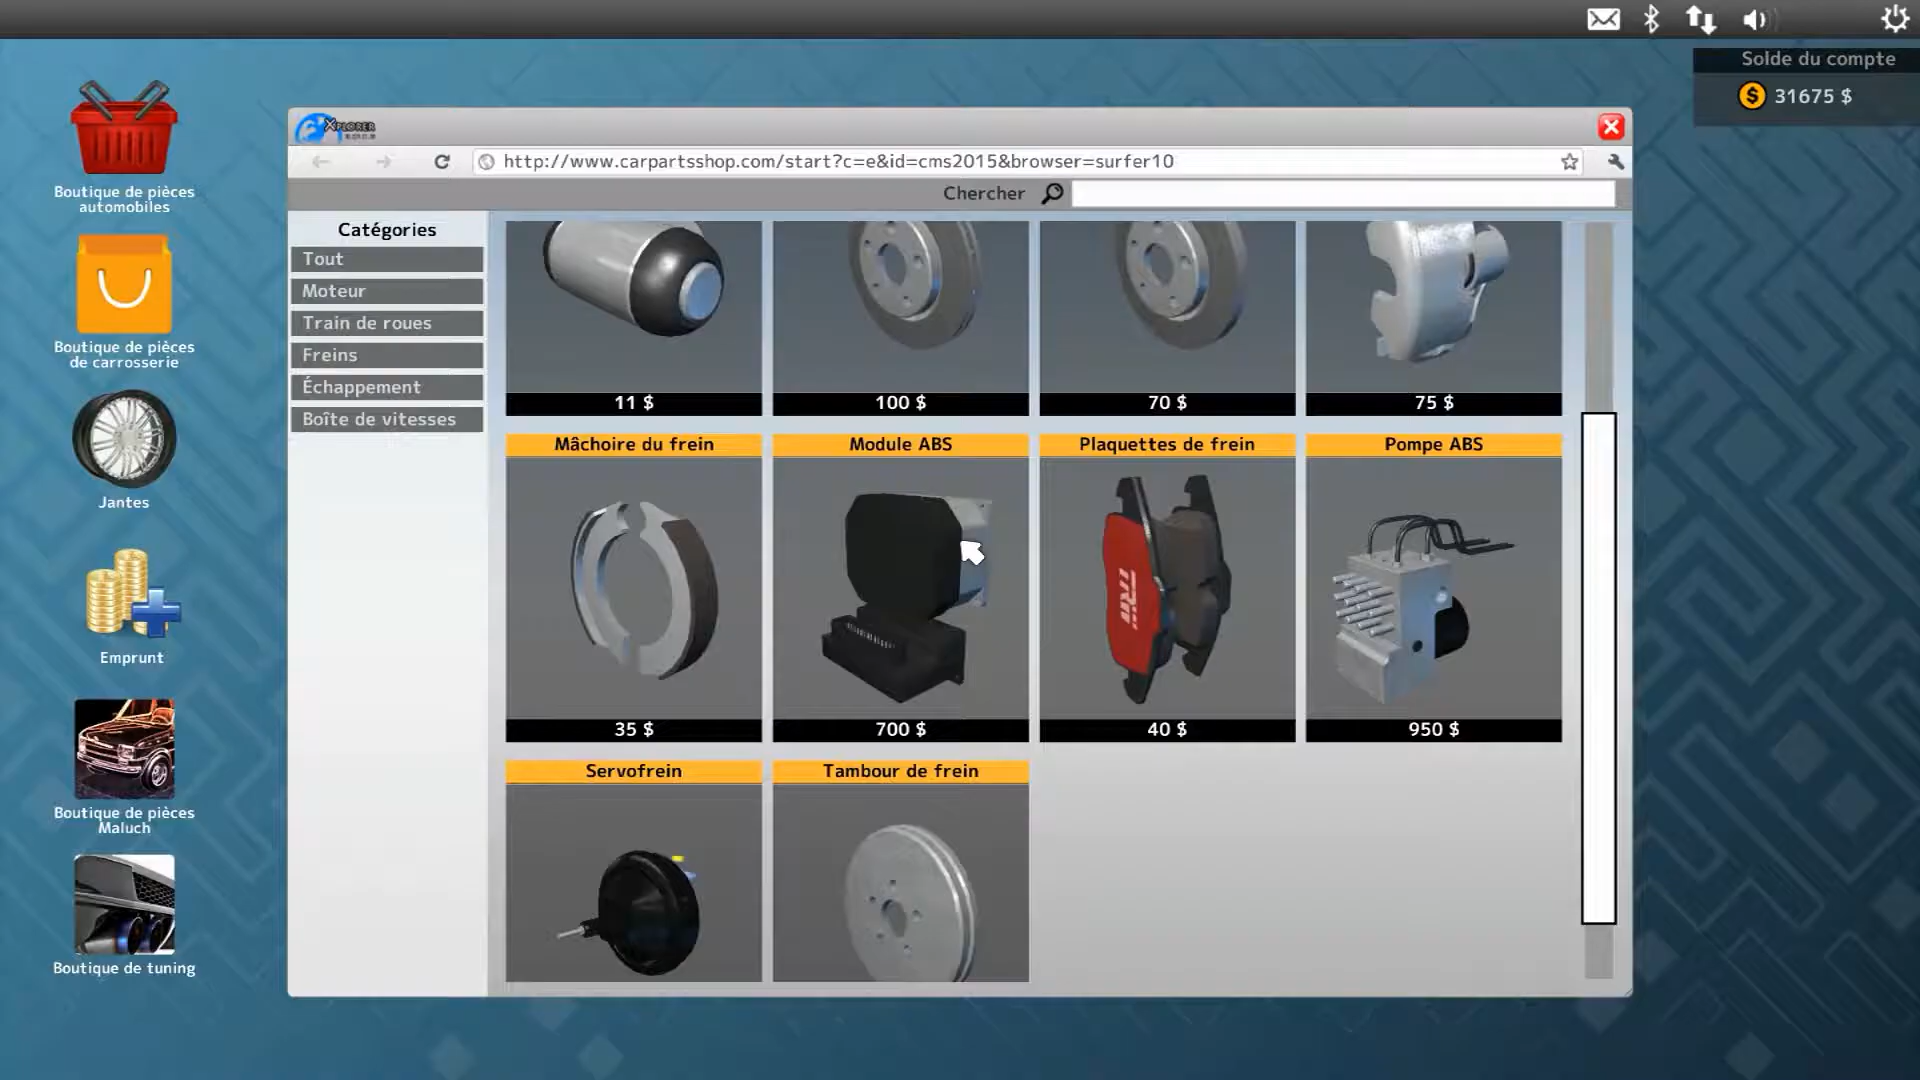 Solde du compte
31675 $
Boutique de pièces
automobiles
Boutique de pièces
de carrosserie
Jantes
Emprunt
Boutique de pièces
Maluch
Boutique de tuning
XPLORER
http://www.carpartsshop.com/start?c=e&id=cms2015&browser=surfer10
Chercher
Catégories
Tout
Moteur
Train de roues
Freins
Échappement
Boîte de vitesses
11 $
100 $
70 $
75 $
Mâchoire du frein
Module ABS
Plaquettes de frein
Pompe ABS
TRW
35 $
700 $
40 $
950 $
Servofrein
Tambour de frein